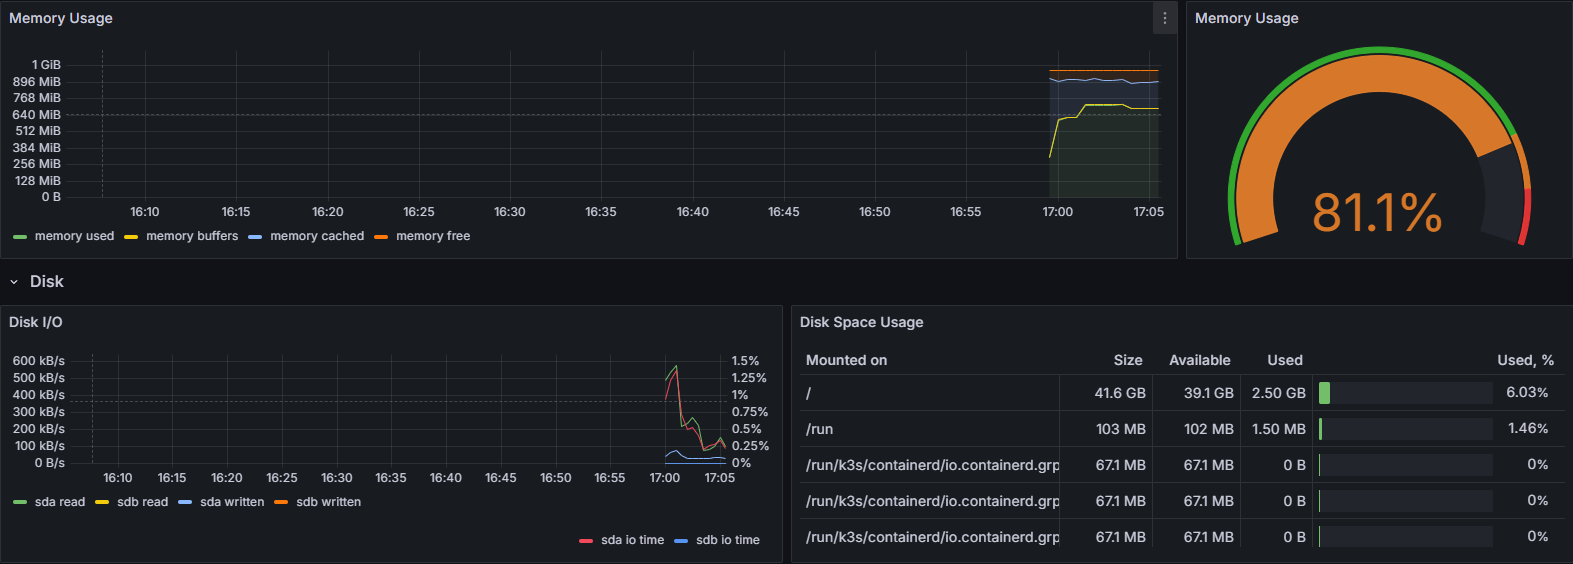 Memory Usage
1 GiB
896 MiB
768 MiB
640 MiB
512 MiB
384 MiB
256 MiB
128 MiB
0 B
16:10 16:15 16:20 16:25 16:30 16:35 16:40 16:45 16:50 16:55 17:00 17:05
memory used memory buffers memory cached memory free
Memory Usage
81.1%
Disk
Disk I/O
600 kB/s 1.5%
500 kB/s 1.25%
400 kB/s 1%
300 kB/s 0.75%
200 kB/s 0.5%
100 kB/s 0.25%
0 B/s 0%
16:10 16:15 16:20 16:25 16:30 16:35 16:40 16:45 16:50 16:55 17:00 17:05
sda read sdb read sda written sdb written
sda io time sdb io time
Disk Space Usage
Mounted on Size Available Used Used, %
/ 41.6 GB 39.1 GB 2.50 GB 6.03%
/run 103 MB 102 MB 1.50 MB 1.46%
/run/k3s/containerd/io.containerd.grp 67.1 MB 67.1 MB 0 B 0%
/run/k3s/containerd/io.containerd.grp 67.1 MB 67.1 MB 0 B 0%
/run/k3s/containerd/io.containerd.grp 67.1 MB 67.1 MB 0 B 0%